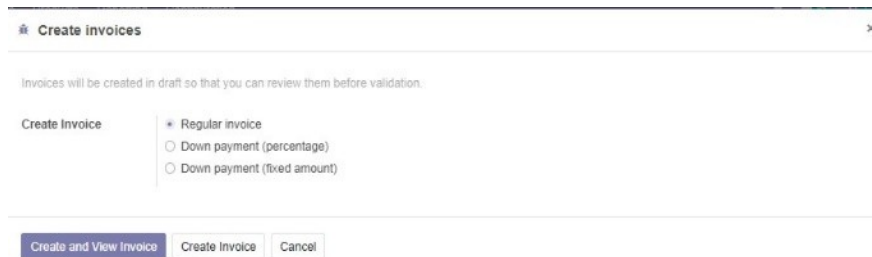 Create invoices
Invoices will be created in draft so that you can review them before validation.
Create Invoice
Regular invoice
Down payment (percentage)
Down payment (fixed amount)
Create and View Invoice Create Invoice Cancel